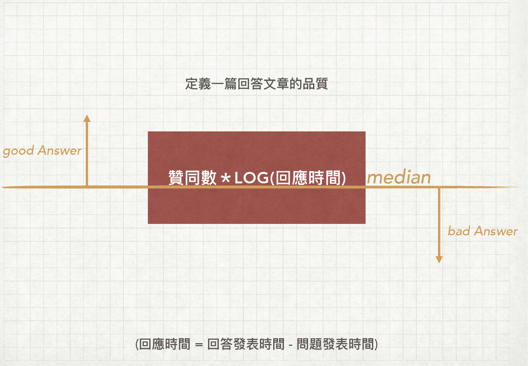 定義一篇回答文章的品質
good Answer
贊同數＊LOG(回應時間)
median
bad Answer
(回應時間 = 回答發表時間 - 問題發表時間)